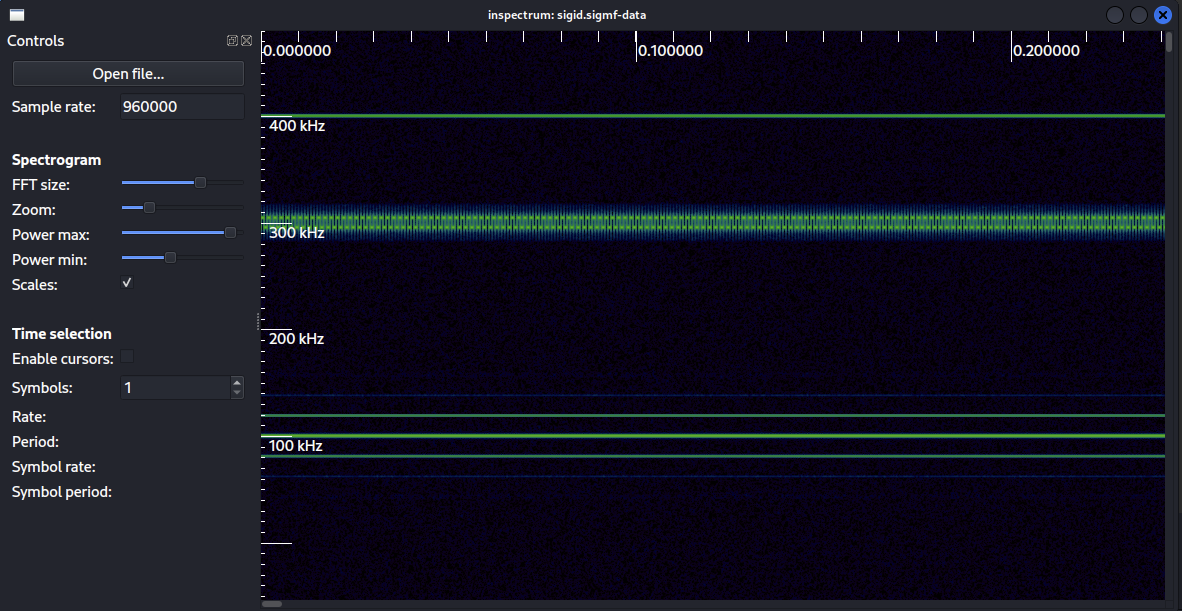 inspectrum: sigid.sigmf-data
Controls
Open file...
Sample rate: 960000
Spectrogram
FFT size:
Zoom:
Power max:
Power min:
Scales:
Time selection
Enable cursors:
Symbols: 1
Rate:
Period:
Symbol rate:
Symbol period:
0.000000 0.100000 0.200000
400 kHz
300 kHz
200 kHz
100 kHz